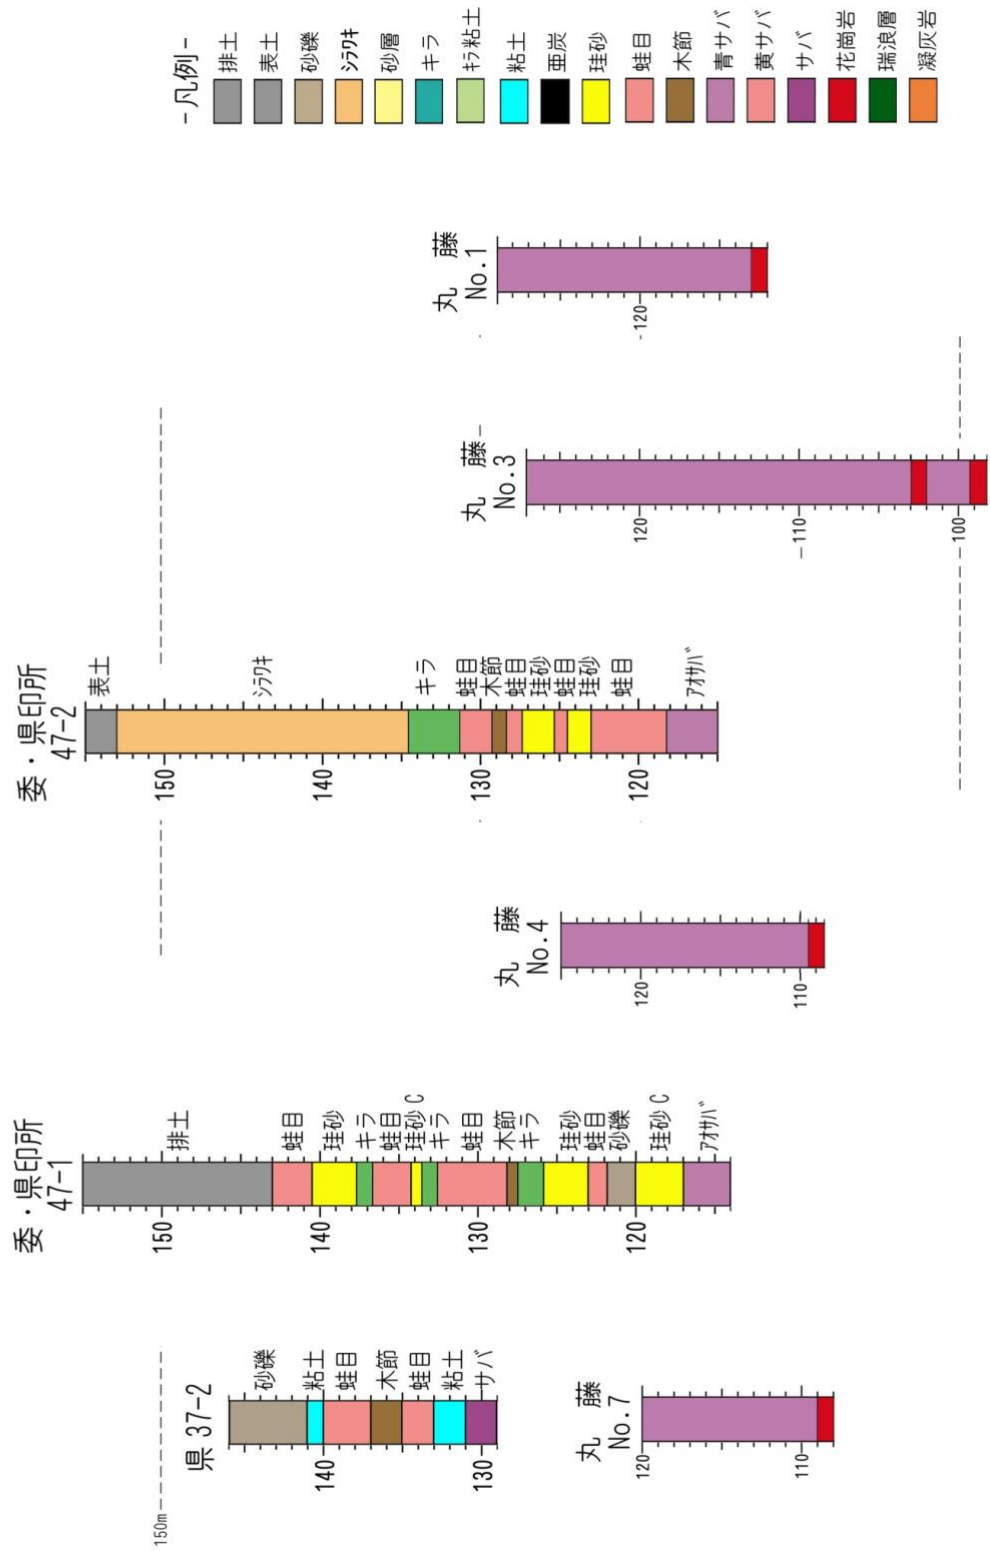 150m
県 37-2
砂礫
粘土
蛙目
木節
蛙目
粘土
サバ
140
130
丸 藤
No.7
120
110
委・県印所
47-1
排土
蛙目
珪砂
キラ
蛙目
珪砂 C
キラ
蛙目
木節
キラ
珪砂
蛙目
砂礫
珪砂 C
ｱｵｻﾊﾞ
150
140
130
120
丸 藤
No.4
120
110
委・県印所
47-2
表土
ｼﾗﾜｷ
キラ
蛙目
木節
蛙目
珪砂
蛙目
珪砂
蛙目
ｱｵｻﾊﾞ
150
140
130
120
丸 藤
No.3
120
110
100
丸 藤
No.1
120
-凡例-
排土
表土
砂礫
ｼﾗﾜｷ
砂層
キラ
ｷﾗ粘土
粘土
亜炭
珪砂
蛙目
木節
青サバ
黄サバ
サバ
花崗岩
瑞浪層
凝灰岩